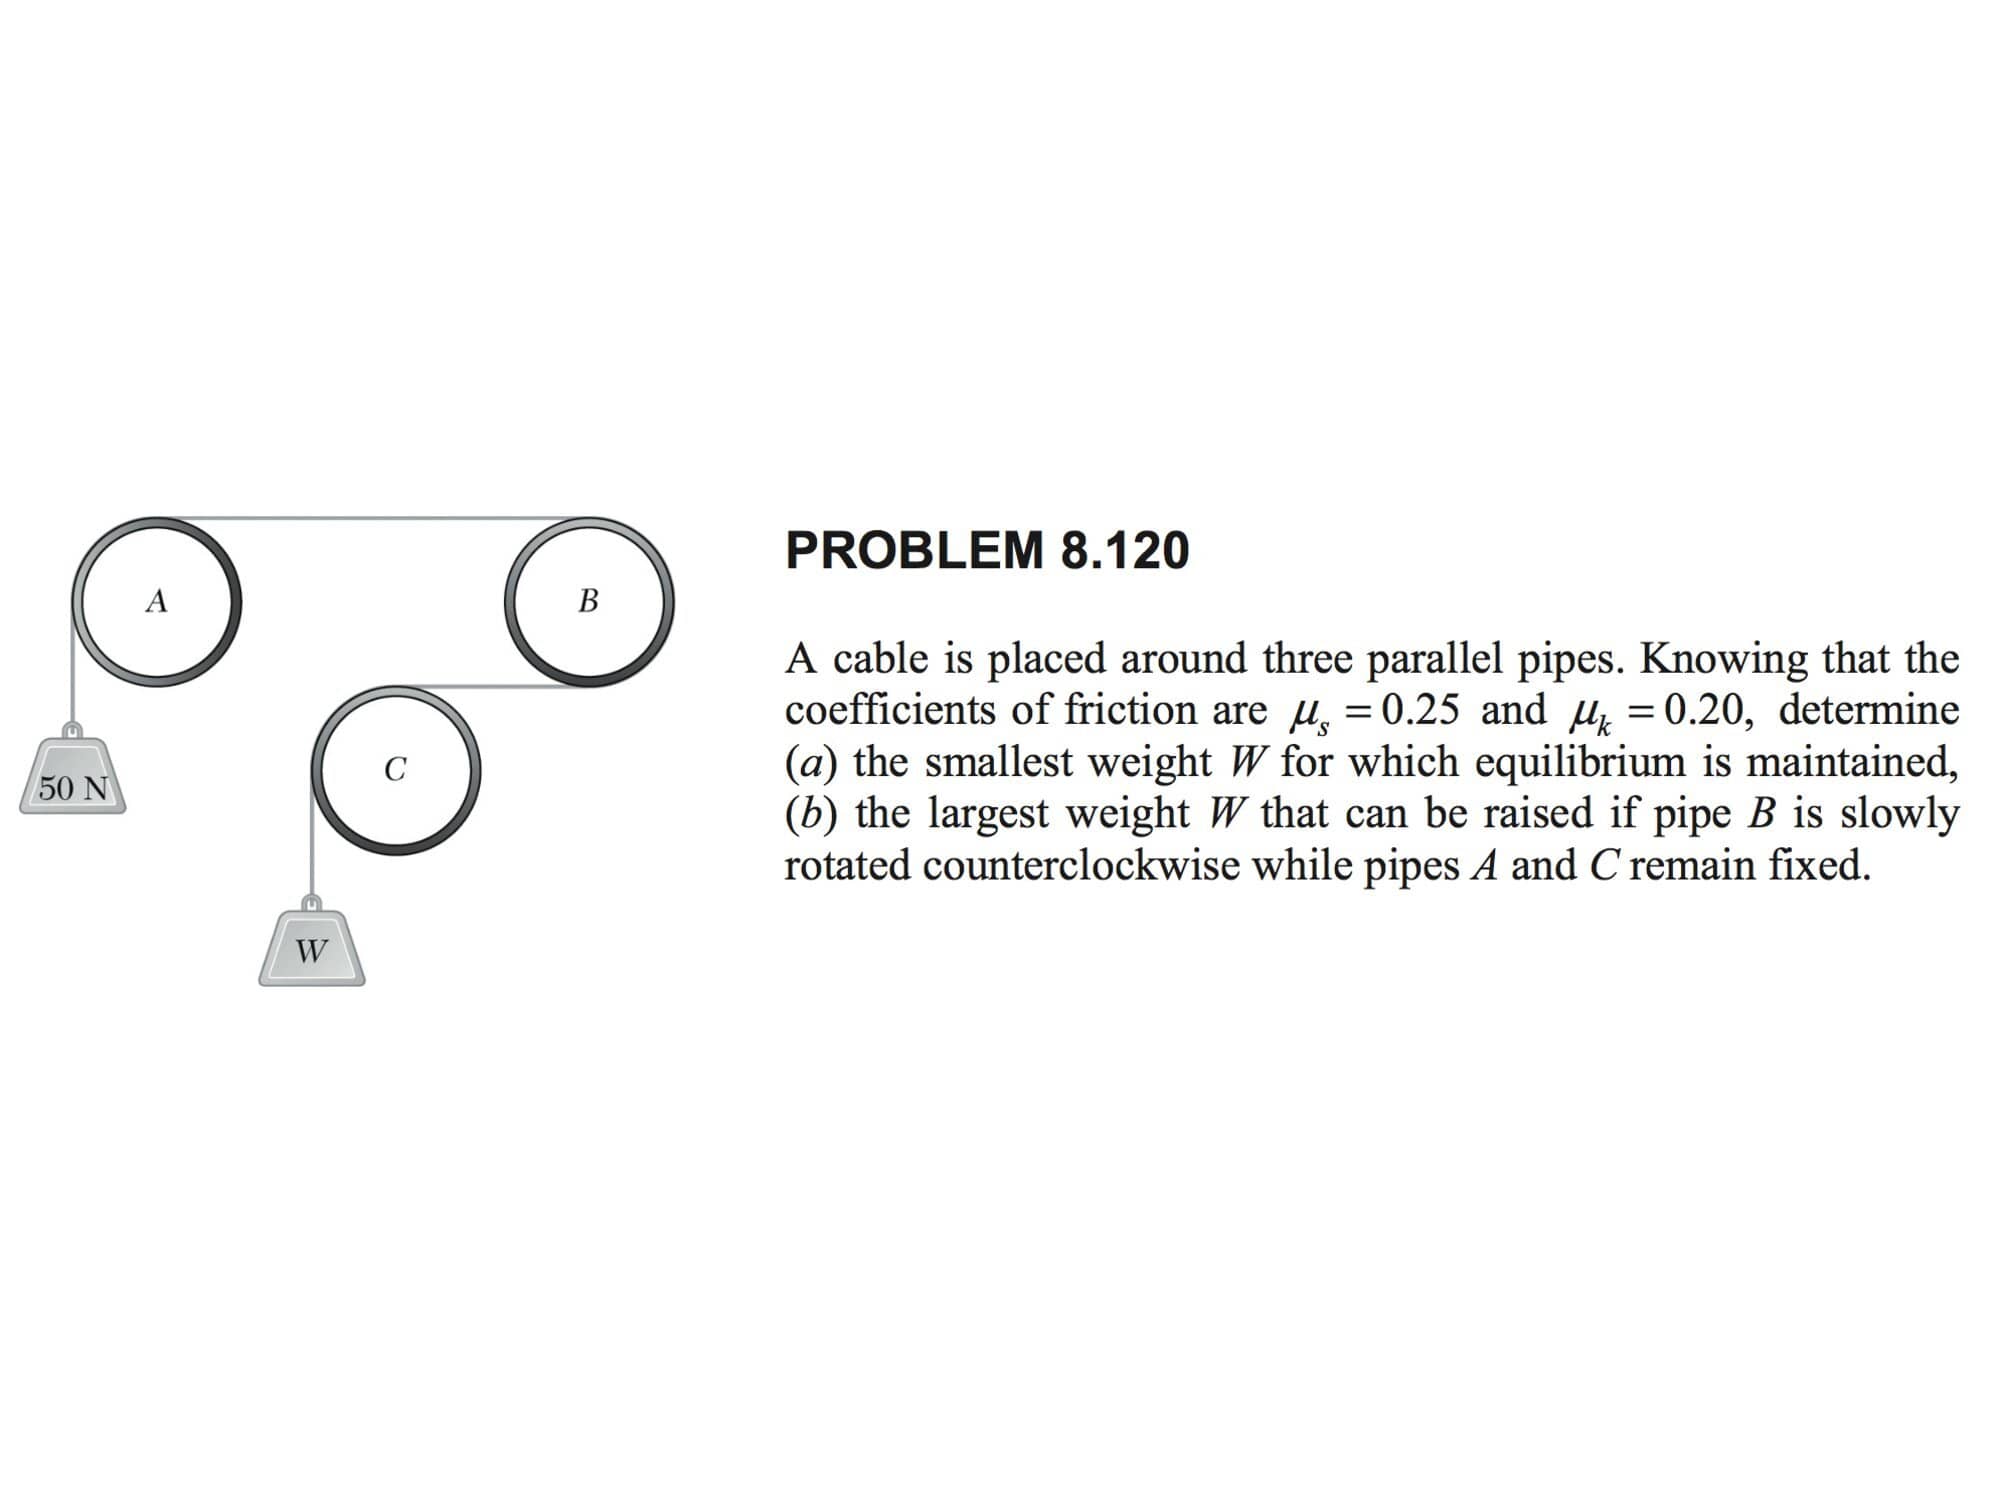 A
B
C
50 N
W
PROBLEM 8.120
A cable is placed around three parallel pipes. Knowing that the
coefficients of friction are μs = 0.25 and μk = 0.20, determine
(a) the smallest weight W for which equilibrium is maintained,
(b) the largest weight W that can be raised if pipe B is slowly
rotated counterclockwise while pipes A and C remain fixed.